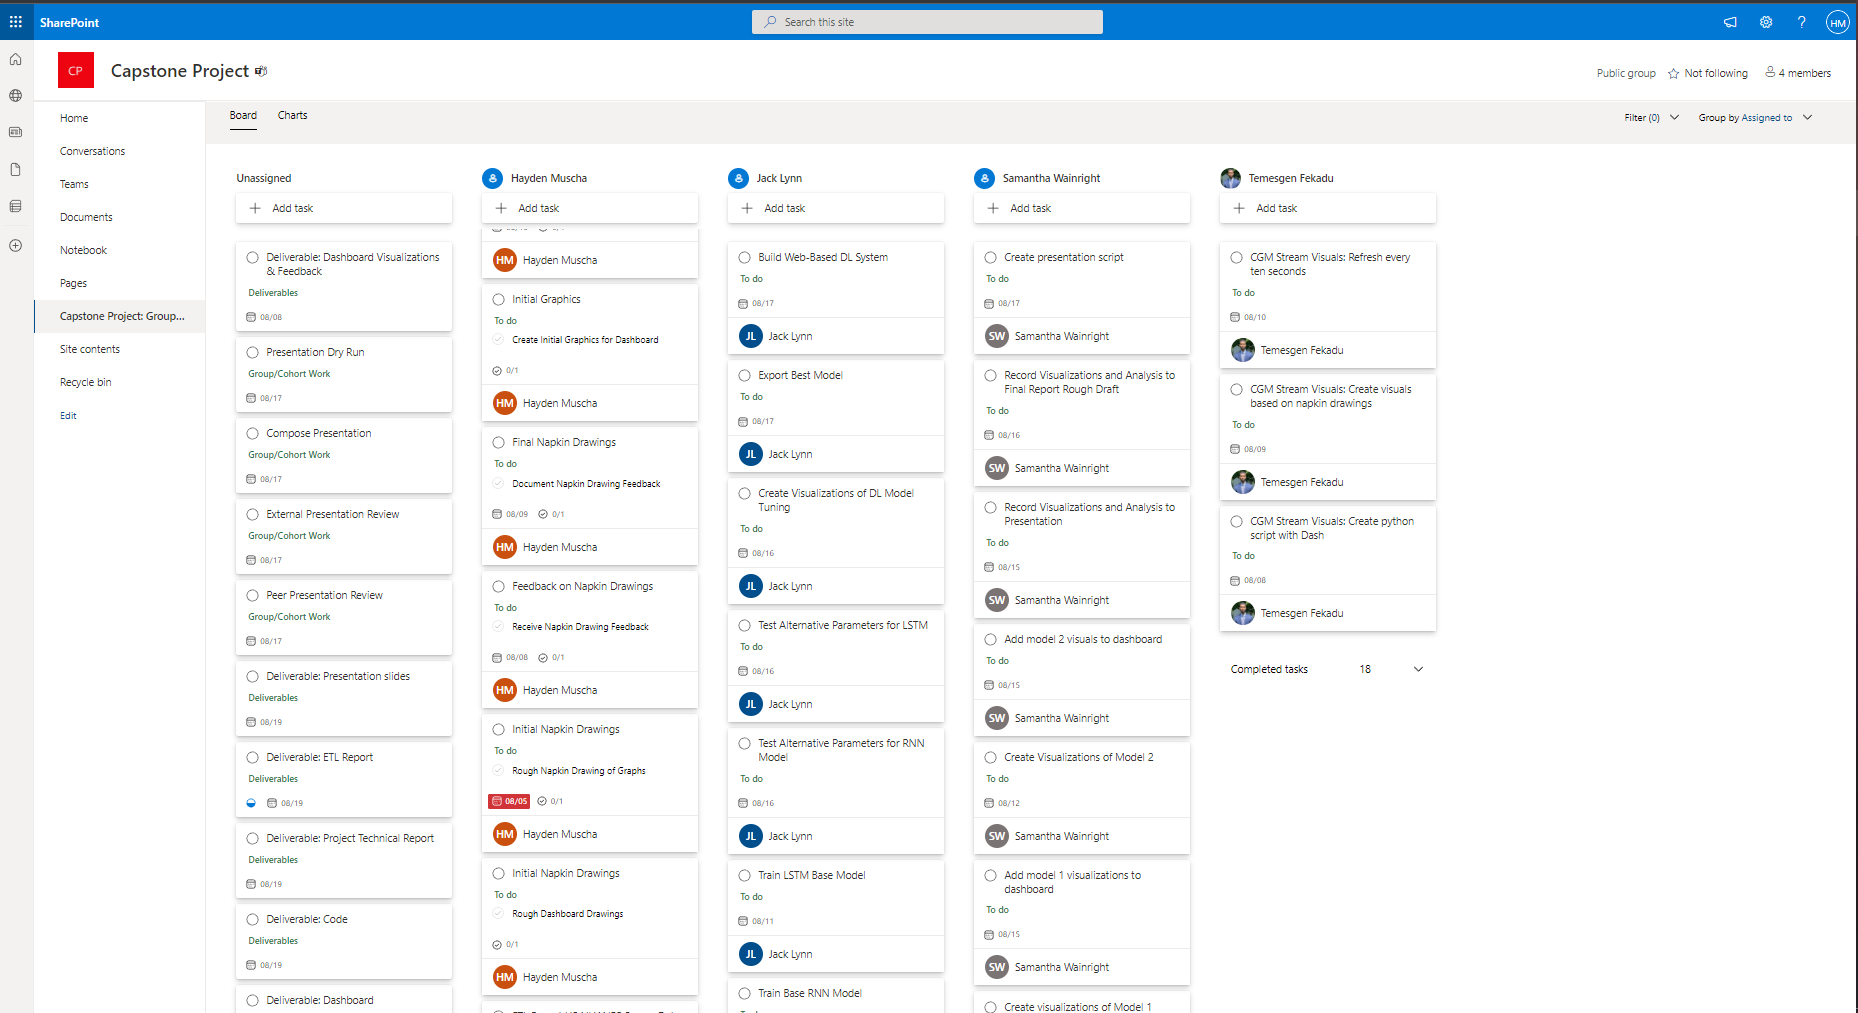 SharePoint
Search this site
HM
CP
Capstone Project
Public group
Not following
4 members
Home
Conversations
Teams
Documents
Notebook
Pages
Capstone Project: Group...
Site contents
Recycle bin
Edit
Board
Charts
Filter (0)
Group by Assigned to
Unassigned
Add task
Deliverable: Dashboard Visualizations
& Feedback
Deliverables
08/08
Presentation Dry Run
Group/Cohort Work
08/17
Compose Presentation
Group/Cohort Work
08/17
External Presentation Review
Group/Cohort Work
08/17
Peer Presentation Review
Group/Cohort Work
08/17
Deliverable: Presentation slides
Deliverables
08/19
Deliverable: ETL Report
Deliverables
08/19
Deliverable: Project Technical Report
Deliverables
08/19
Deliverable: Code
Deliverables
08/19
Deliverable: Dashboard
Hayden Muscha
Add task
HM Hayden Muscha
Initial Graphics
To do
Create Initial Graphics for Dashboard
0/1
HM Hayden Muscha
Final Napkin Drawings
To do
Document Napkin Drawing Feedback
08/09 0/1
HM Hayden Muscha
Feedback on Napkin Drawings
To do
Receive Napkin Drawing Feedback
08/08 0/1
HM Hayden Muscha
Initial Napkin Drawings
To do
Rough Napkin Drawing of Graphs
08/05 0/1
HM Hayden Muscha
Initial Napkin Drawings
To do
Rough Dashboard Drawings
0/1
HM Hayden Muscha
Jack Lynn
Add task
Build Web-Based DL System
To do
08/17
JL Jack Lynn
Export Best Model
To do
08/17
JL Jack Lynn
Create Visualizations of DL Model
Tuning
To do
08/16
JL Jack Lynn
Test Alternative Parameters for LSTM
To do
08/16
JL Jack Lynn
Test Alternative Parameters for RNN
Model
To do
08/16
JL Jack Lynn
Train LSTM Base Model
To do
08/11
JL Jack Lynn
Train Base RNN Model
Samantha Wainright
Add task
Create presentation script
To do
08/17
SW Samantha Wainright
Record Visualizations and Analysis to
Final Report Rough Draft
To do
08/16
SW Samantha Wainright
Record Visualizations and Analysis to
Presentation
To do
08/15
SW Samantha Wainright
Add model 2 visuals to dashboard
To do
08/15
SW Samantha Wainright
Create Visualizations of Model 2
To do
08/12
SW Samantha Wainright
Add model 1 visualizations to
dashboard
To do
08/15
SW Samantha Wainright
Create visualizations of Model 1
Temesgen Fekadu
Add task
CGM Stream Visuals: Refresh every
ten seconds
To do
08/10
Temesgen Fekadu
CGM Stream Visuals: Create visuals
based on napkin drawings
To do
08/09
Temesgen Fekadu
CGM Stream Visuals: Create python
script with Dash
To do
08/08
Temesgen Fekadu
Completed tasks 18